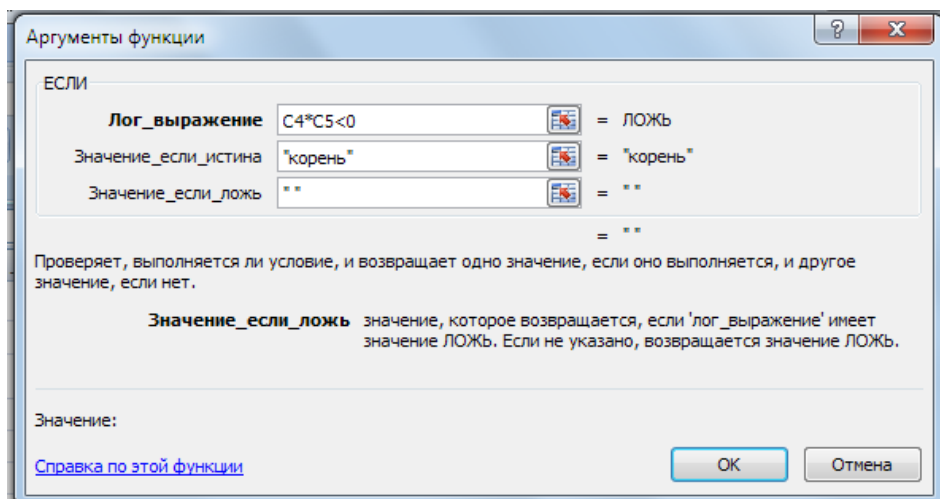 Аргументы функции
ЕСЛИ
Лог_выражение C4*C5<0 = ЛОЖЬ
Значение_если_истина "корень" = "корень"
Значение_если_ложь " " = " "
= " "
Проверяет, выполняется ли условие, и возвращает одно значение, если оно выполняется, и другое
значение, если нет.
Значение_если_ложь значение, которое возвращается, если 'лог_выражение' имеет
значение ЛОЖЬ. Если не указано, возвращается значение ЛОЖЬ.
Значение:
Справка по этой функции OK Отмена